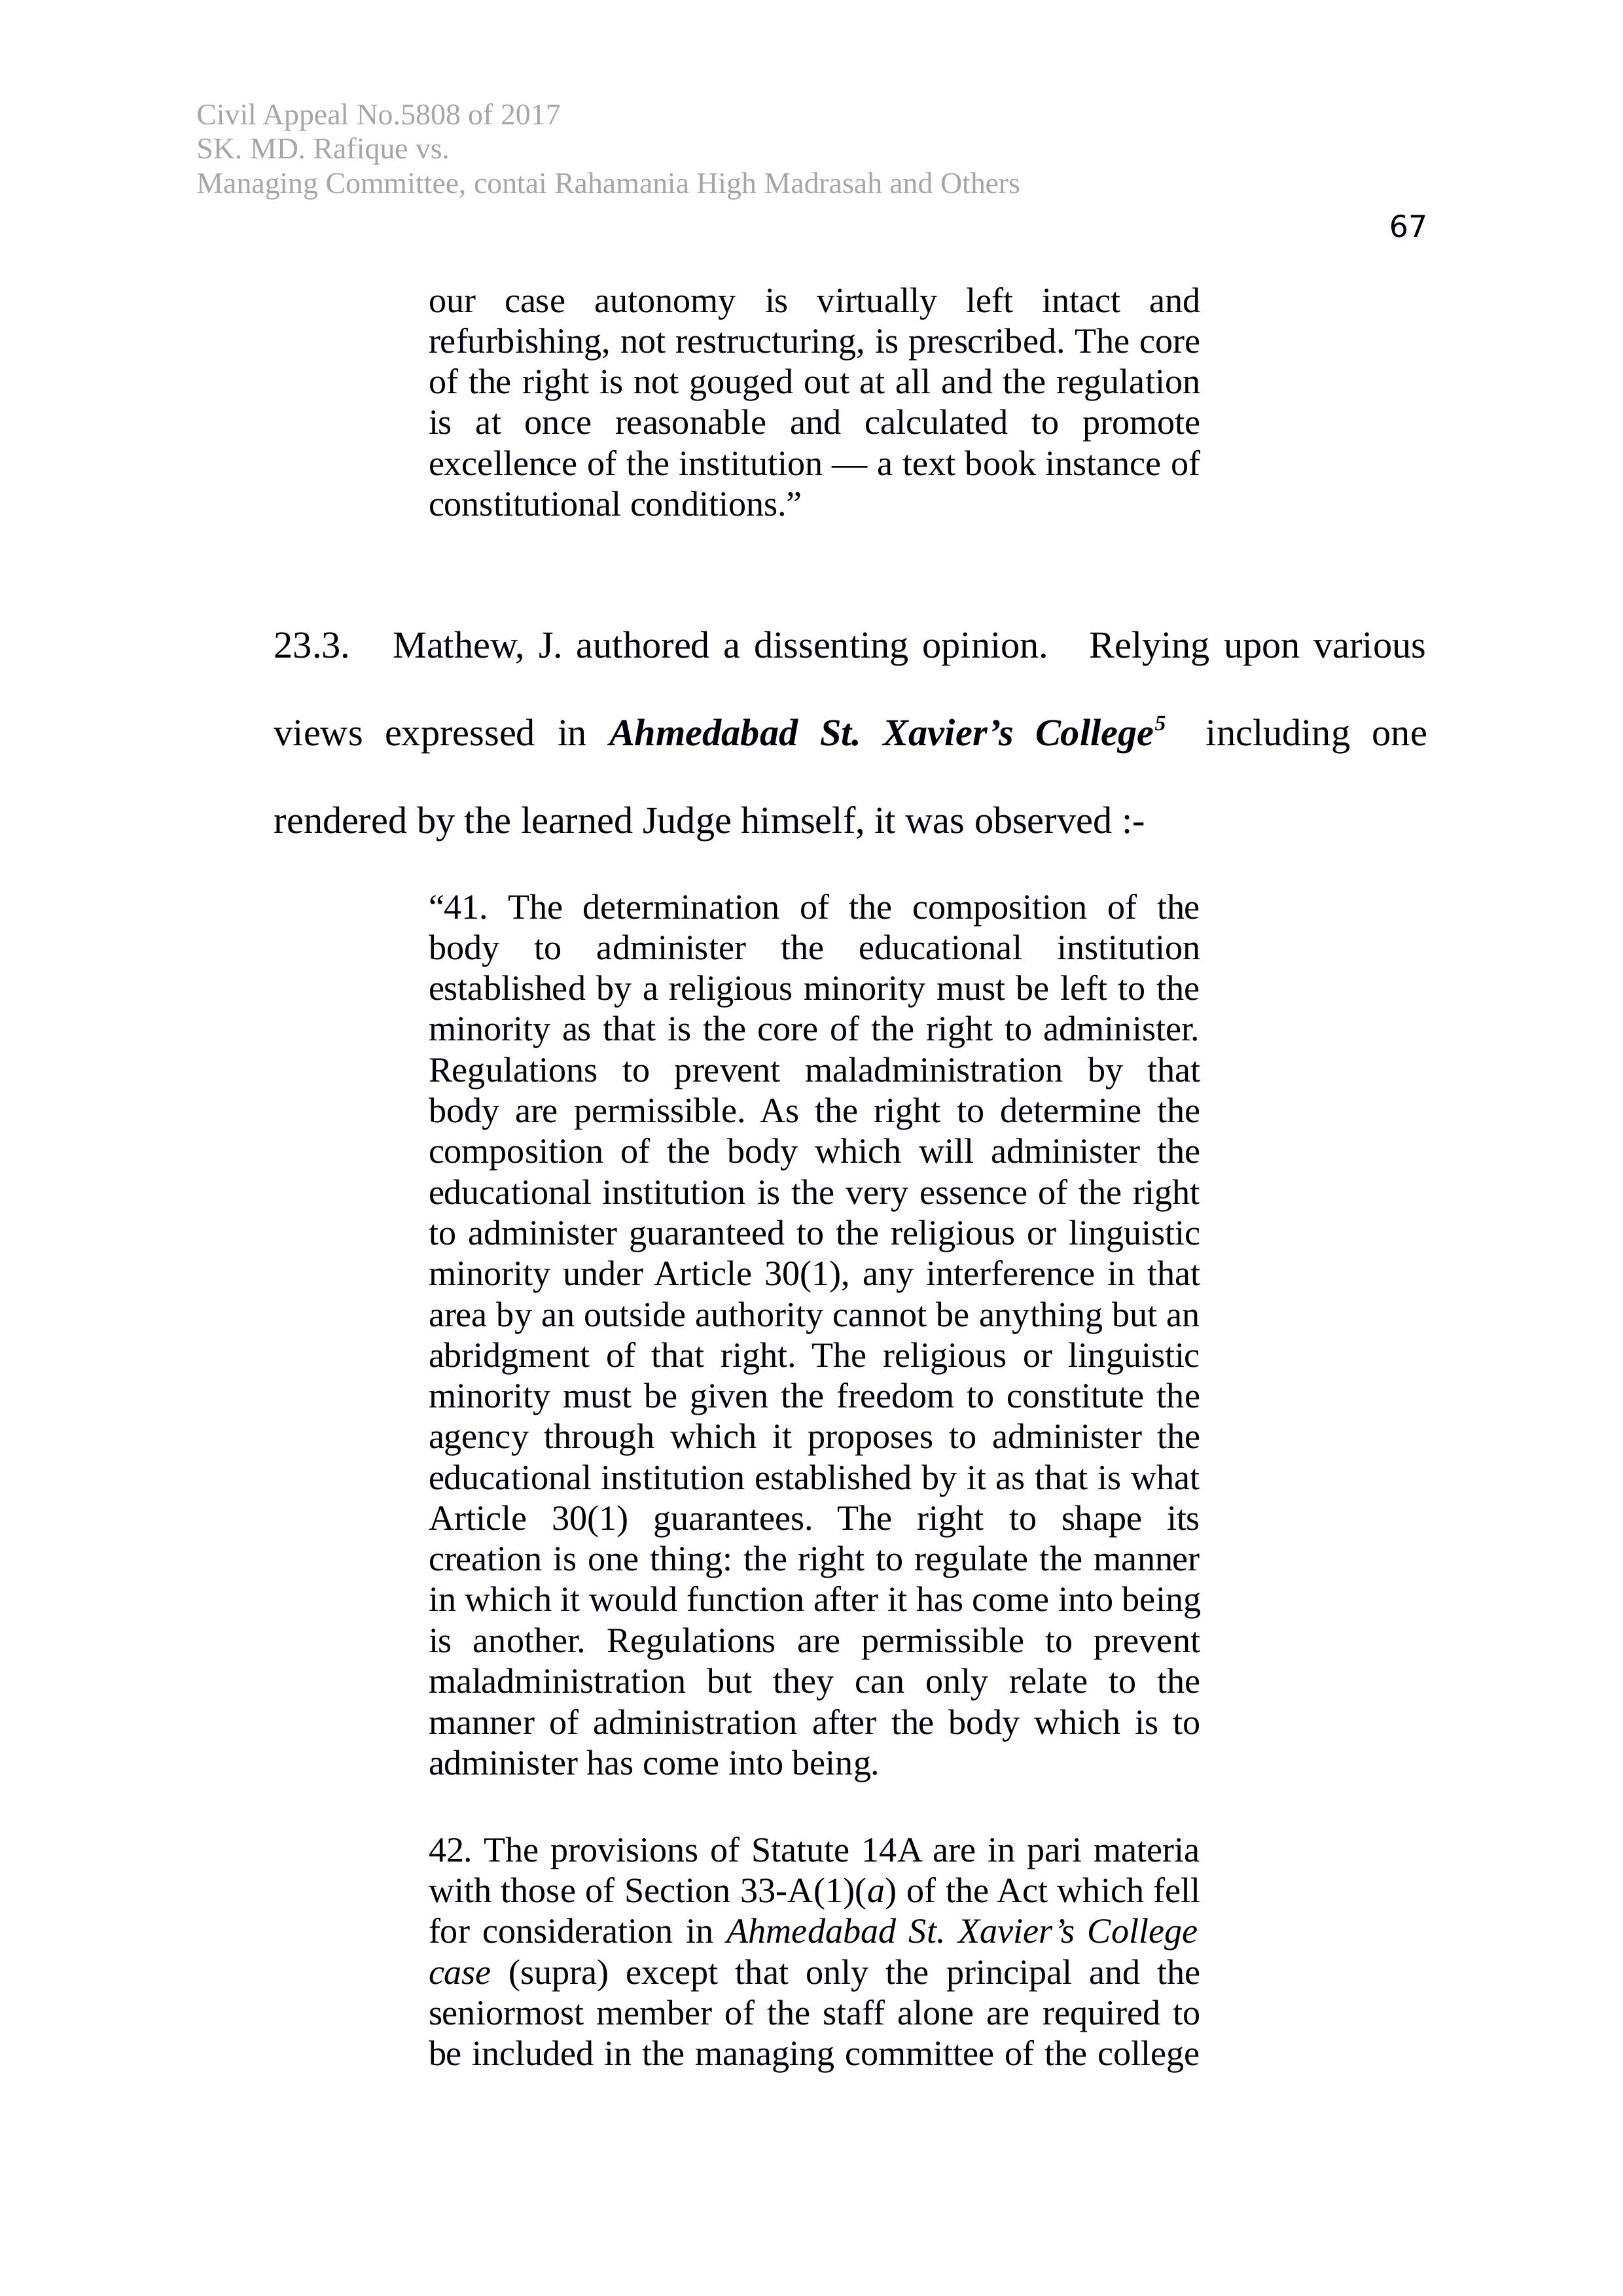 Civil Appeal No.5808 of 2017
SK. MD. Rafique vs.
Managing Committee, contai Rahamania High Madrasah and Others
67
our case autonomy is virtually left intact and
refurbishing, not restructuring, is prescribed. The core
of the right is not gouged out at all and the regulation
is at once reasonable and calculated to promote
excellence of the institution — a text book instance of
constitutional conditions.”
23.3. Mathew, J. authored a dissenting opinion. Relying upon various
views expressed in Ahmedabad St. Xavier’s College5 including one
rendered by the learned Judge himself, it was observed :-
“41. The determination of the composition of the
body to administer the educational institution
established by a religious minority must be left to the
minority as that is the core of the right to administer.
Regulations to prevent maladministration by that
body are permissible. As the right to determine the
composition of the body which will administer the
educational institution is the very essence of the right
to administer guaranteed to the religious or linguistic
minority under Article 30(1), any interference in that
area by an outside authority cannot be anything but an
abridgment of that right. The religious or linguistic
minority must be given the freedom to constitute the
agency through which it proposes to administer the
educational institution established by it as that is what
Article 30(1) guarantees. The right to shape its
creation is one thing: the right to regulate the manner
in which it would function after it has come into being
is another. Regulations are permissible to prevent
maladministration but they can only relate to the
manner of administration after the body which is to
administer has come into being.
42. The provisions of Statute 14A are in pari materia
with those of Section 33-A(1)(a) of the Act which fell
for consideration in Ahmedabad St. Xavier’s College
case (supra) except that only the principal and the
seniormost member of the staff alone are required to
be included in the managing committee of the college